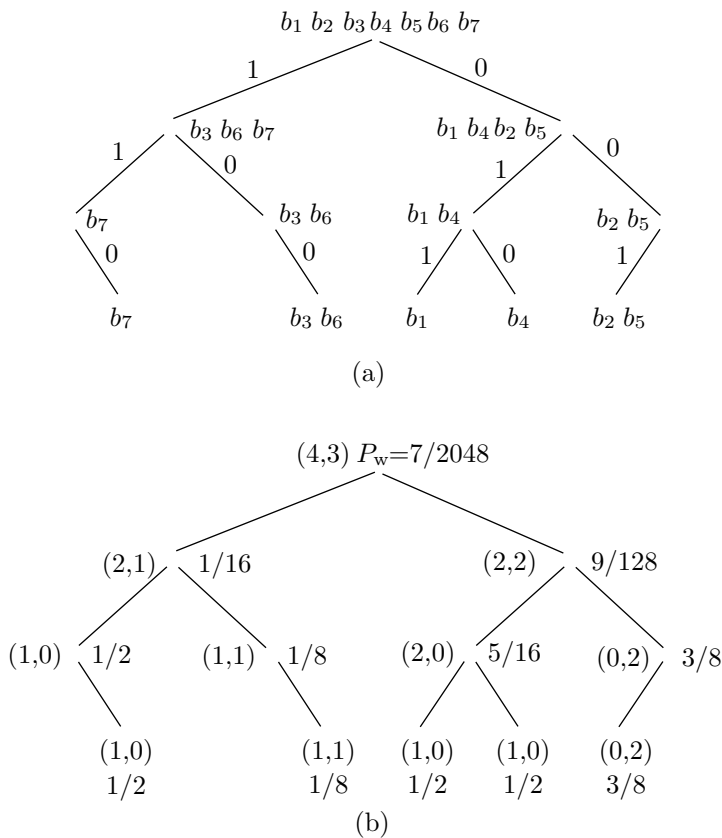 b₁ b₂ b₃ b₄ b₅ b₆ b₇
1 0
b₃ b₆ b₇ b₁ b₄ b₂ b₅
1 0 1 0
b₇ b₃ b₆ b₁ b₄ b₂ b₅
0 0 1 0 1
b₇ b₃ b₆ b₁ b₄ b₂ b₅
(a)
(4,3) P_w=7/2048
(2,1) 1/16 (2,2) 9/128
(1,0) 1/2 (1,1) 1/8 (2,0) 5/16 (0,2) 3/8
(1,0) (1,1) (1,0) (1,0) (0,2)
1/2 1/8 1/2 1/2 3/8
(b)